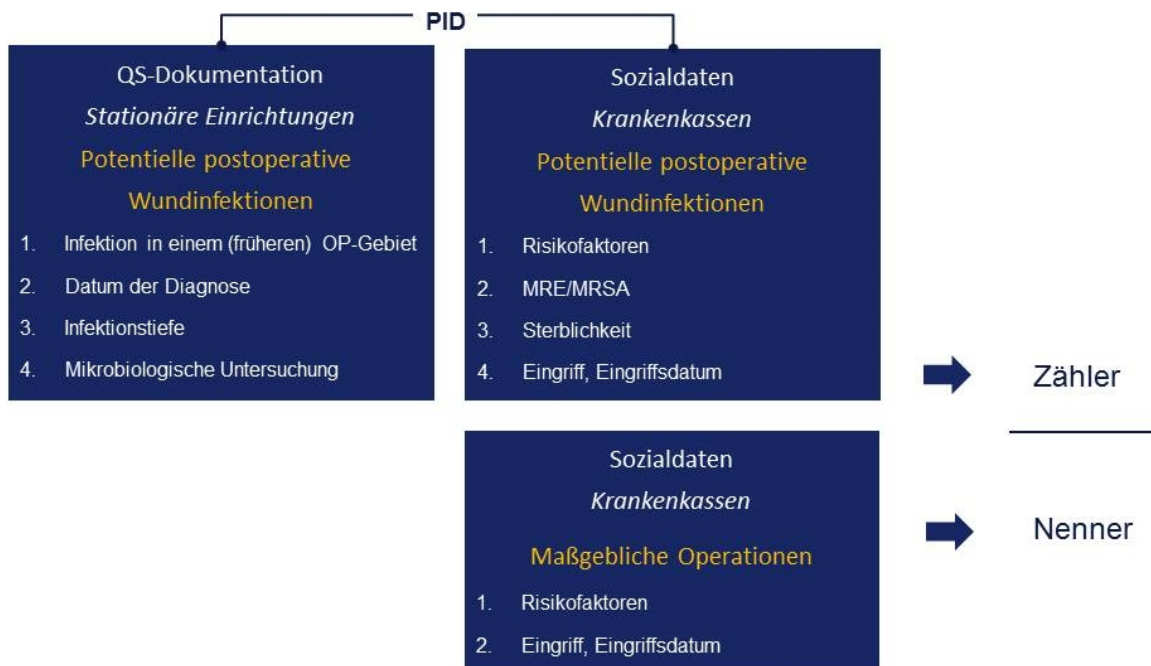 PID
QS-Dokumentation
Stationäre Einrichtungen
Potentielle postoperative
Wundinfektionen
1. Infektion in einem (früheren) OP-Gebiet
2. Datum der Diagnose
3. Infektionstiefe
4. Mikrobiologische Untersuchung
Sozialdaten
Krankenkassen
Potentielle postoperative
Wundinfektionen
1. Risikofaktoren
2. MRE/MRSA
3. Sterblichkeit
4. Eingriff, Eingriffsdatum
Zähler
Sozialdaten
Krankenkassen
Maßgebliche Operationen
1. Risikofaktoren
2. Eingriff, Eingriffsdatum
Nenner